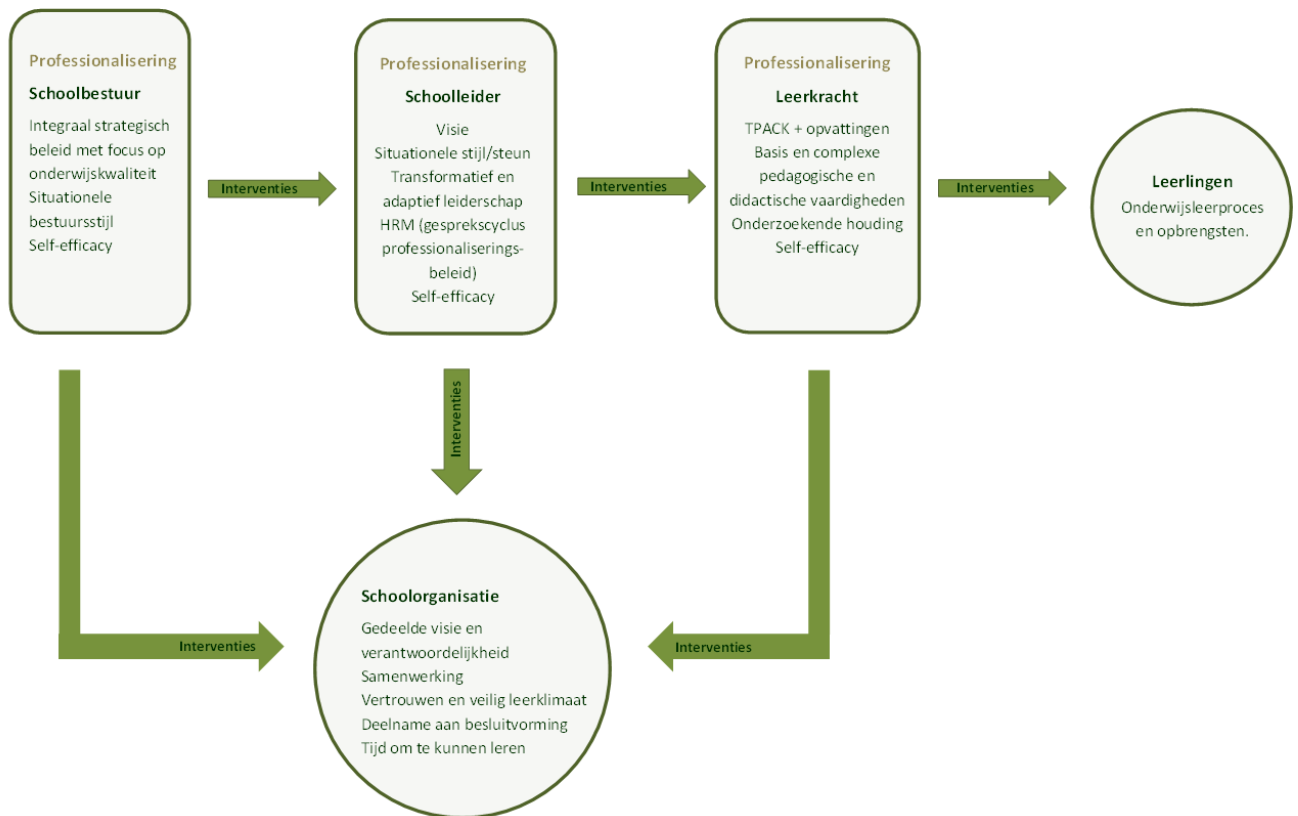 Professionalisering
Schoolbestuur
Integraal strategisch
beleid met focus op
onderwijskwaliteit
Situationele
bestuursstijl
Self-efficacy
Interventies
Professionalisering
Schoolleider
Visie
Situationele stijl/steun
Transformatief en
adaptief leiderschap
HRM (gesprekscyclus
professionaliserings-
beleid)
Self-efficacy
Interventies
Professionalisering
Leerkracht
TPACK + opvattingen
Basis en complexe
pedagogische en
didactische vaardigheden
Onderzoekende houding
Self-efficacy
Interventies
Leerlingen
Onderwijsleerproces
en opbrengsten.
Interventies
Interventies
Schoolorganisatie
Gedeelde visie en
verantwoordelijkheid
Samenwerking
Vertrouwen en veilig leerklimaat
Deelname aan besluitvorming
Tijd om te kunnen leren
Interventies